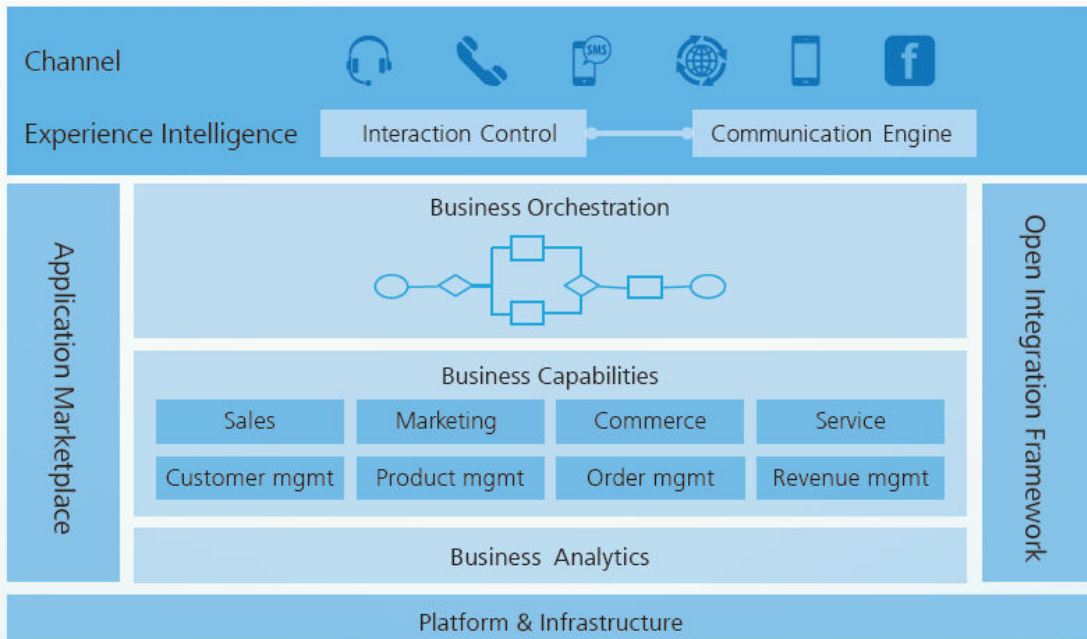 Channel
SMS
f
Experience Intelligence
Interaction Control
Communication Engine
Application Marketplace
Business Orchestration
Business Capabilities
Sales
Marketing
Commerce
Service
Customer mgmt
Product mgmt
Order mgmt
Revenue mgmt
Business Analytics
Open Integration Framework
Platform & Infrastructure